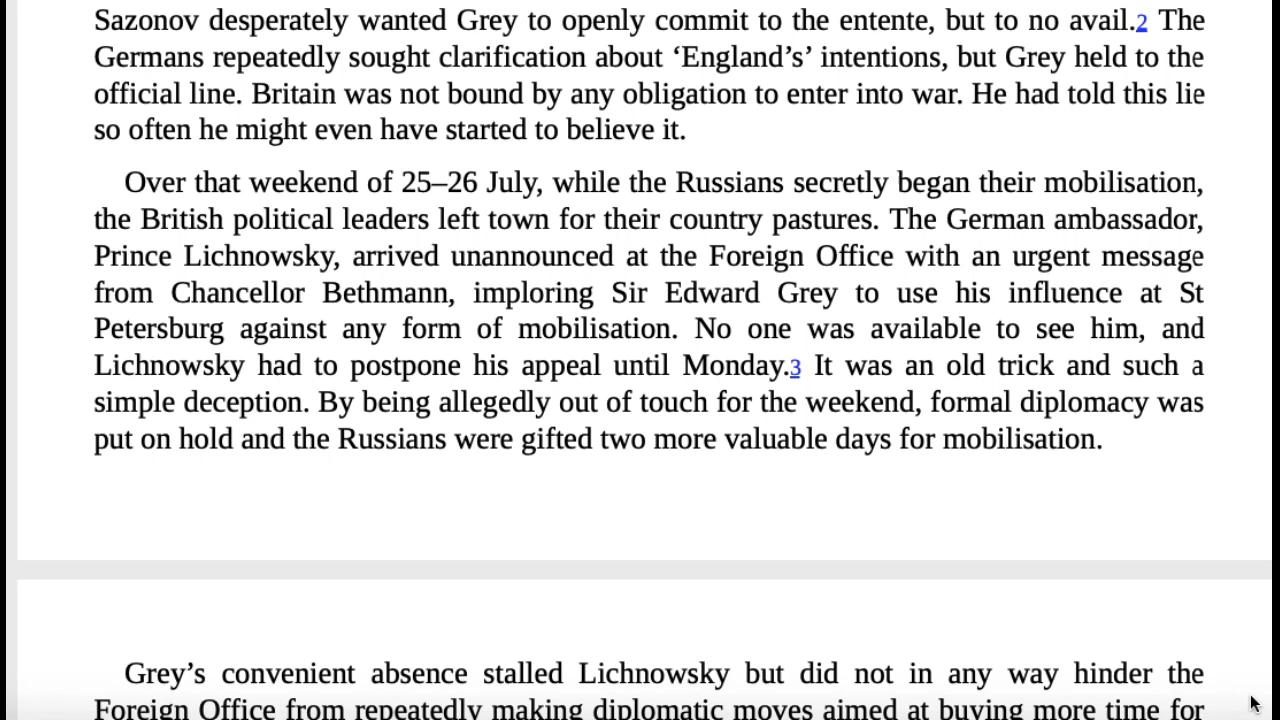 Sazonov desperately wanted Grey to openly commit to the entente, but to no avail.2 The
Germans repeatedly sought clarification about ‘England’s’ intentions, but Grey held to the
official line. Britain was not bound by any obligation to enter into war. He had told this lie
so often he might even have started to believe it.
Over that weekend of 25–26 July, while the Russians secretly began their mobilisation,
the British political leaders left town for their country pastures. The German ambassador,
Prince Lichnowsky, arrived unannounced at the Foreign Office with an urgent message
from Chancellor Bethmann, imploring Sir Edward Grey to use his influence at St
Petersburg against any form of mobilisation. No one was available to see him, and
Lichnowsky had to postpone his appeal until Monday.3 It was an old trick and such a
simple deception. By being allegedly out of touch for the weekend, formal diplomacy was
put on hold and the Russians were gifted two more valuable days for mobilisation.
Grey’s convenient absence stalled Lichnowsky but did not in any way hinder the
Foreign Office from repeatedly making diplomatic moves aimed at buying more time for